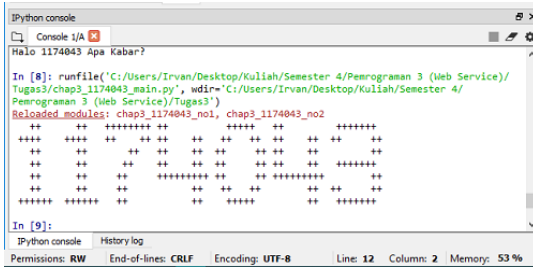 IPython console
Console 1/A
Halo 1174043 Apa Kabar?
In [8]: runfile('C:/Users/Irvan/Desktop/Kuliah/Semester 4/Pemrograman 3 (Web Service)/
Tugas3/chap3_1174043_main.py', wdir='C:/Users/Irvan/Desktop/Kuliah/Semester 4/
Pemrograman 3 (Web Service)/Tugas3')
Reloaded modules: chap3_1174043_no1, chap3_1174043_no2
++ ++ ++++++++ ++ +++++ ++ +++++++
++++ ++++ ++ ++ ++ ++ ++ ++ ++ ++ ++
++ ++ ++ ++ ++ ++ ++ ++ ++
++ ++ ++ ++ ++ ++ ++ ++ ++ +++++++
++ ++ ++ +++++++++ ++ ++ +++++++++ ++
++ ++ ++ ++ ++ ++ ++ ++ ++
++++++ ++++++ ++ ++ +++++ ++ +++++++
In [9]:
IPython console History log
Permissions: RW End-of-lines: CRLF Encoding: UTF-8 Line: 12 Column: 2 Memory: 53 %